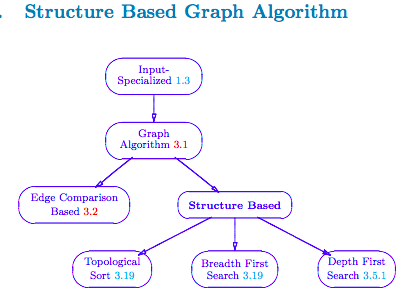 . Structure Based Graph Algorithm
Input-
Specialized 1.3
Graph
Algorithm 3.1
Edge Comparison
Based 3.2
Structure Based
Topological
Sort 3.19
Breadth First
Search 3.19
Depth First
Search 3.5.1